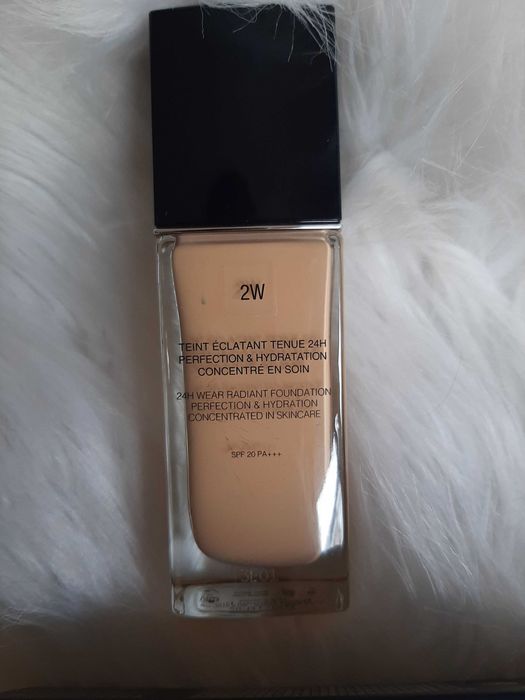 2W
TEINT ÉCLATANT TENUE 24H
PERFECTION & HYDRATATION
CONCENTRÉ EN SOIN
24H WEAR RADIANT FOUNDATION
PERFECTION & HYDRATION
CONCENTRATED IN SKINCARE
SPF 20 PA+++